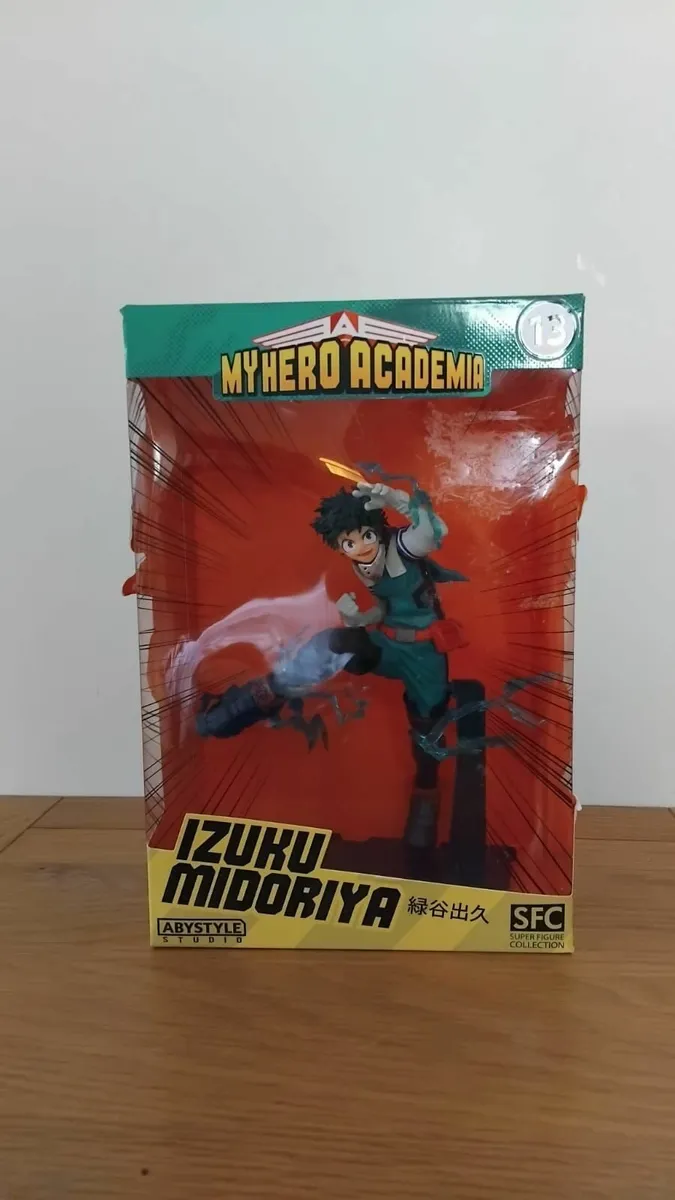 13
MY HERO ACADEMIA
IZUKU
MIDORIYA 緑谷出久
ABYSTYLE
STUDIO
SFC
SUPER FIGURE
COLLECTION